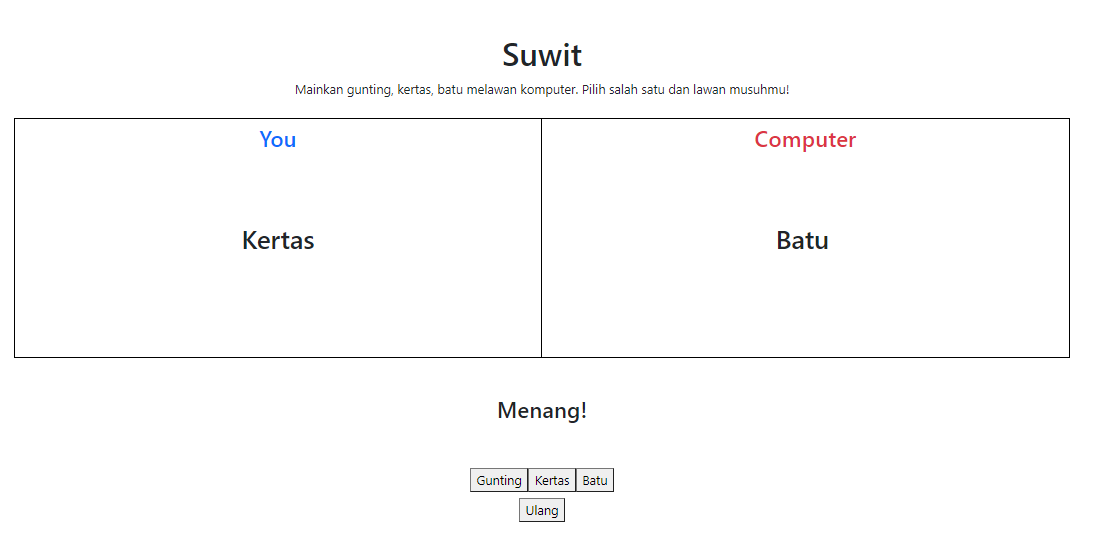 Suwit
Mainkan gunting, kertas, batu melawan komputer. Pilih salah satu dan lawan musuhmu!
You
Computer
Kertas
Batu
Menang!
Gunting Kertas Batu
Ulang